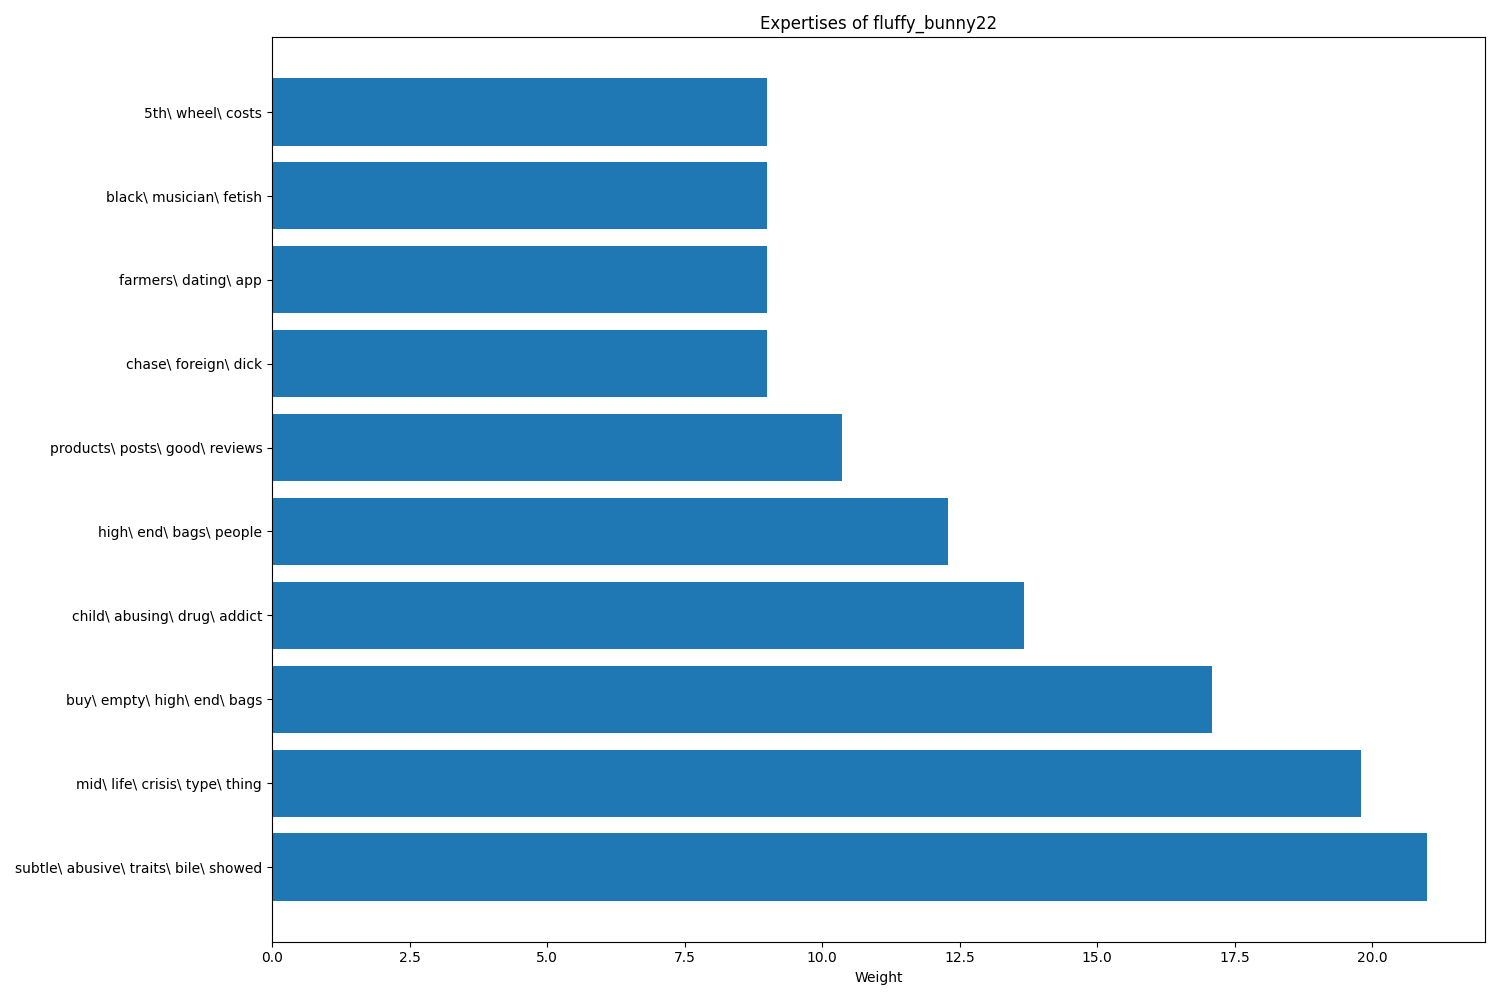 Expertises of fluffy_bunny22
5th\ wheel\ costs
black\ musician\ fetish
farmers\ dating\ app
chase\ foreign\ dick
products\ posts\ good\ reviews
high\ end\ bags\ people
child\ abusing\ drug\ addict
buy\ empty\ high\ end\ bags
mid\ life\ crisis\ type\ thing
subtle\ abusive\ traits\ bile\ showed
0.0 2.5 5.0 7.5 10.0 12.5 15.0 17.5 20.0
Weight